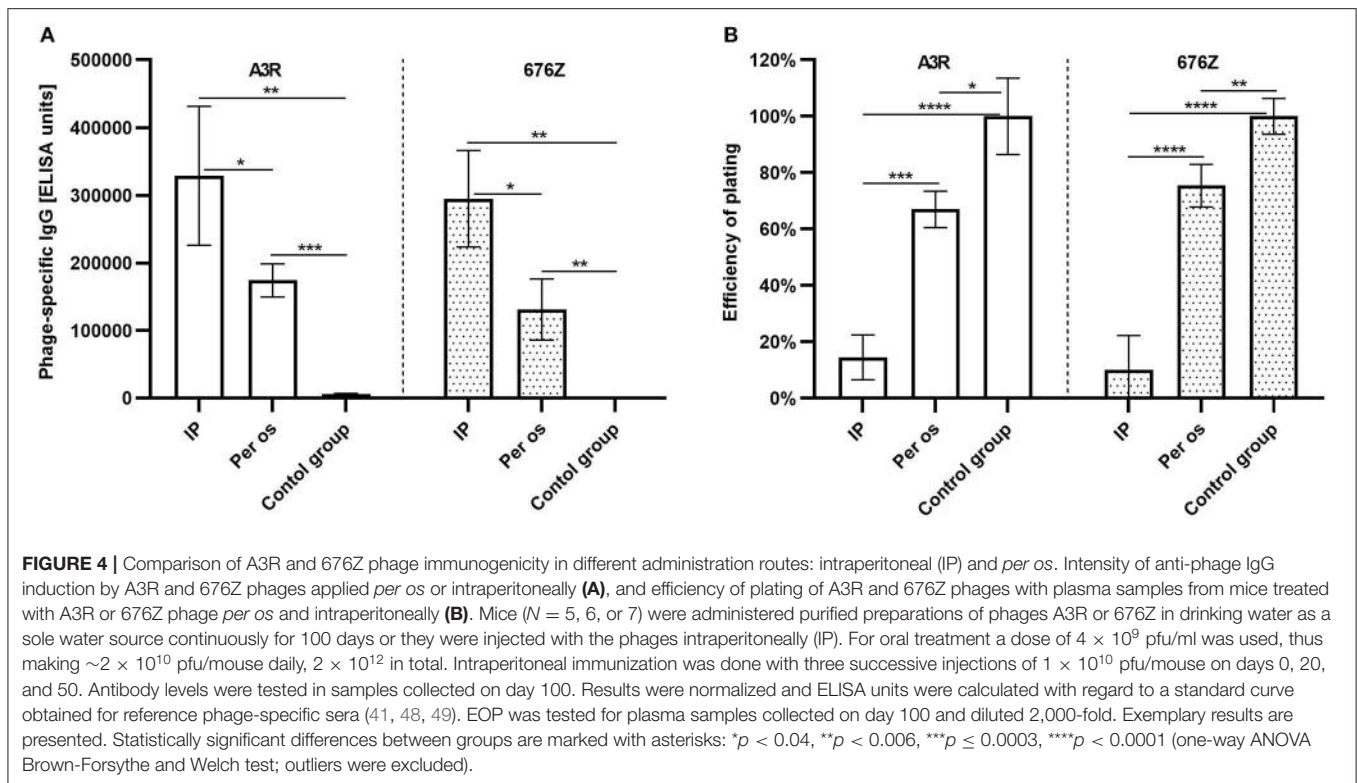 A
A3R
676Z
Phage-specific IgG [ELISA units]
500000
400000
300000
200000
100000
0
**
*
***
**
*
**
IP
Per os
Contol group
IP
Per os
Contol group
B
A3R
676Z
Efficiency of plating
120%
100%
80%
60%
40%
20%
0%
*
****
***
**
****
****
IP
Per os
Control group
IP
Per os
Control group
FIGURE 4 | Comparison of A3R and 676Z phage immunogenicity in different administration routes: intraperitoneal (IP) and per os. Intensity of anti-phage IgG
induction by A3R and 676Z phages applied per os or intraperitoneally (A), and efficiency of plating of A3R and 676Z phages with plasma samples from mice treated
with A3R or 676Z phage per os and intraperitoneally (B). Mice (N = 5, 6, or 7) were administered purified preparations of phages A3R or 676Z in drinking water as a
sole water source continuously for 100 days or they were injected with the phages intraperitoneally (IP). For oral treatment a dose of 4 × 10⁹ pfu/ml was used, thus
making ~2 × 10¹⁰ pfu/mouse daily, 2 × 10¹² in total. Intraperitoneal immunization was done with three successive injections of 1 × 10¹⁰ pfu/mouse on days 0, 20,
and 50. Antibody levels were tested in samples collected on day 100. Results were normalized and ELISA units were calculated with regard to a standard curve
obtained for reference phage-specific sera (41, 48, 49). EOP was tested for plasma samples collected on day 100 and diluted 2,000-fold. Exemplary results are
presented. Statistically significant differences between groups are marked with asterisks: *p < 0.04, **p < 0.006, ***p ≤ 0.0003, ****p < 0.0001 (one-way ANOVA
Brown-Forsythe and Welch test; outliers were excluded).